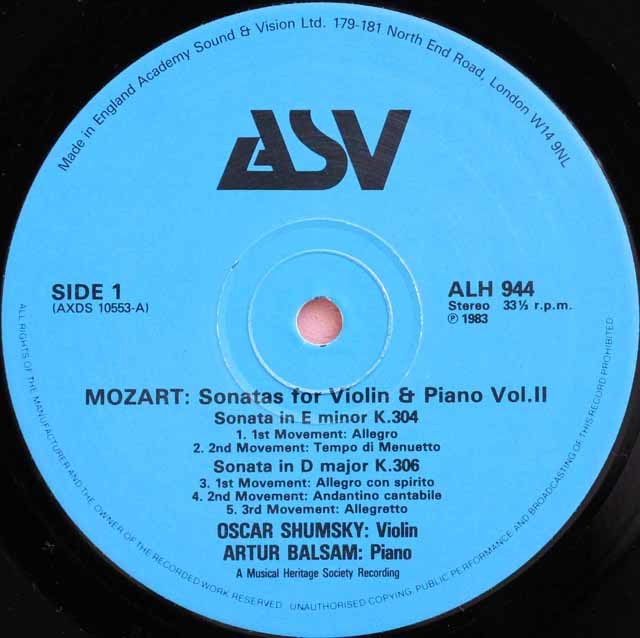 Made in England Academy Sound & Vision Ltd. 179-181 North End Road, London W14 9NL
ASV
SIDE 1
(AXDS 10553-A)
ALH 944
Stereo 33⅓ r.p.m.
℗ 1983
MOZART: Sonatas for Violin & Piano Vol.II
Sonata in E minor K.304
1. 1st Movement: Allegro
2. 2nd Movement: Tempo di Menuetto
Sonata in D major K.306
3. 1st Movement: Allegro con spirito
4. 2nd Movement: Andantino cantabile
5. 3rd Movement: Allegretto
OSCAR SHUMSKY: Violin
ARTUR BALSAM: Piano
A Musical Heritage Society Recording
ALL RIGHTS OF THE MANUFACTURER AND THE OWNER OF THE RECORDED WORK RESERVED UNAUTHORISED COPYING, PUBLIC PERFORMANCE AND BROADCASTING OF THIS RECORD PROHIBITED